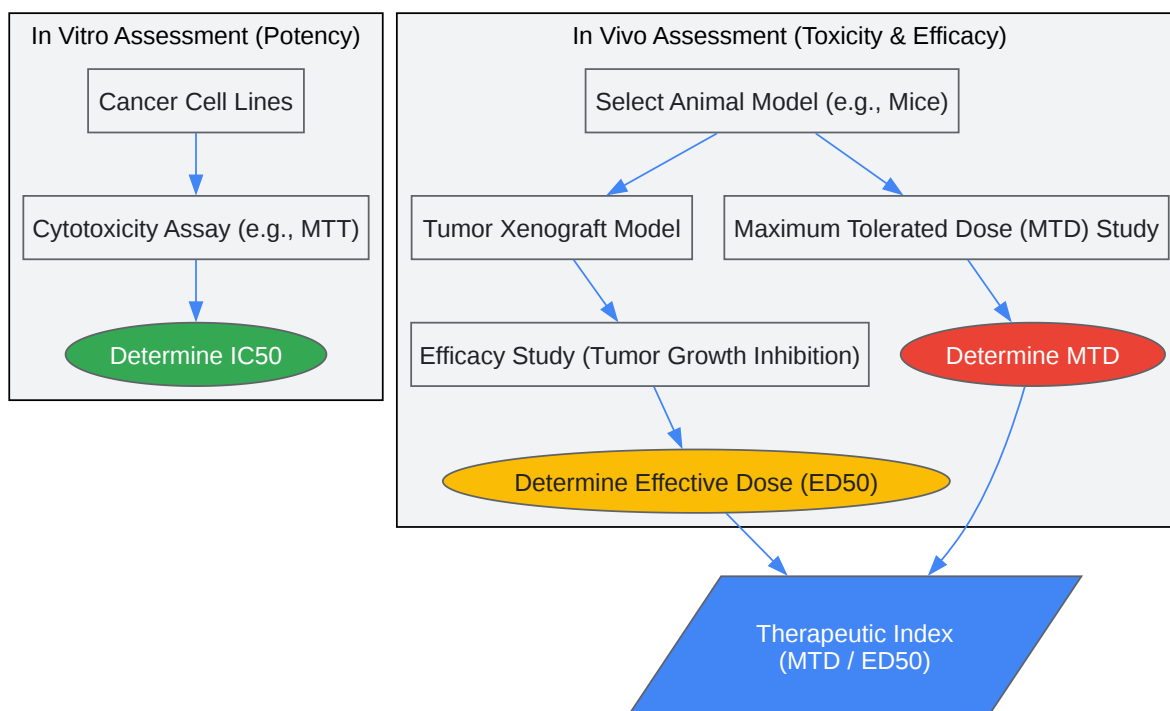 In Vitro Assessment (Potency)
Cancer Cell Lines
Cytotoxicity Assay (e.g., MTT)
Determine IC50
In Vivo Assessment (Toxicity & Efficacy)
Select Animal Model (e.g., Mice)
Tumor Xenograft Model
Maximum Tolerated Dose (MTD) Study
Efficacy Study (Tumor Growth Inhibition)
Determine MTD
Determine Effective Dose (ED50)
Therapeutic Index
(MTD / ED50)